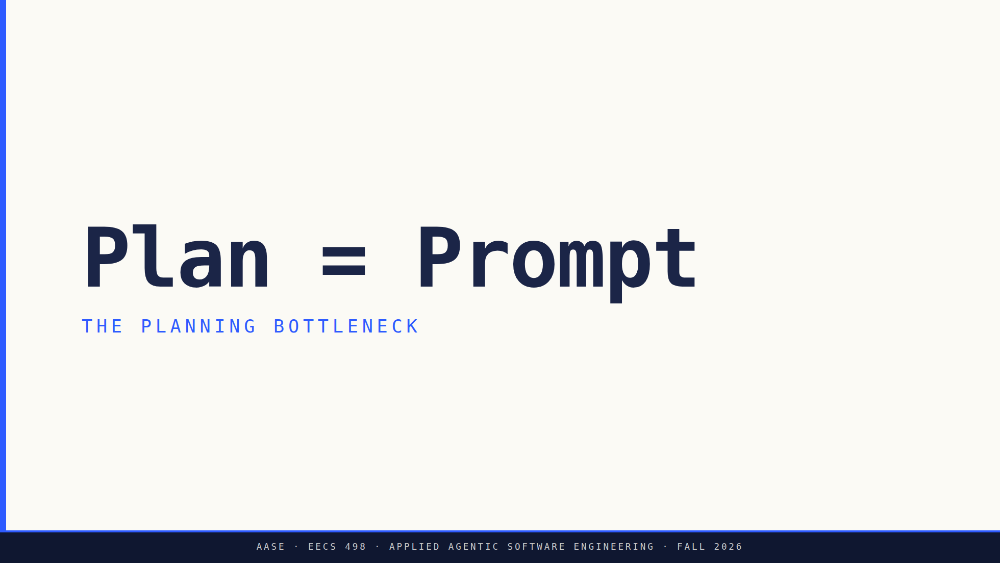 Plan = Prompt
THE PLANNING BOTTLENECK
AASE · EECS 498 · APPLIED AGENTIC SOFTWARE ENGINEERING · FALL 2026